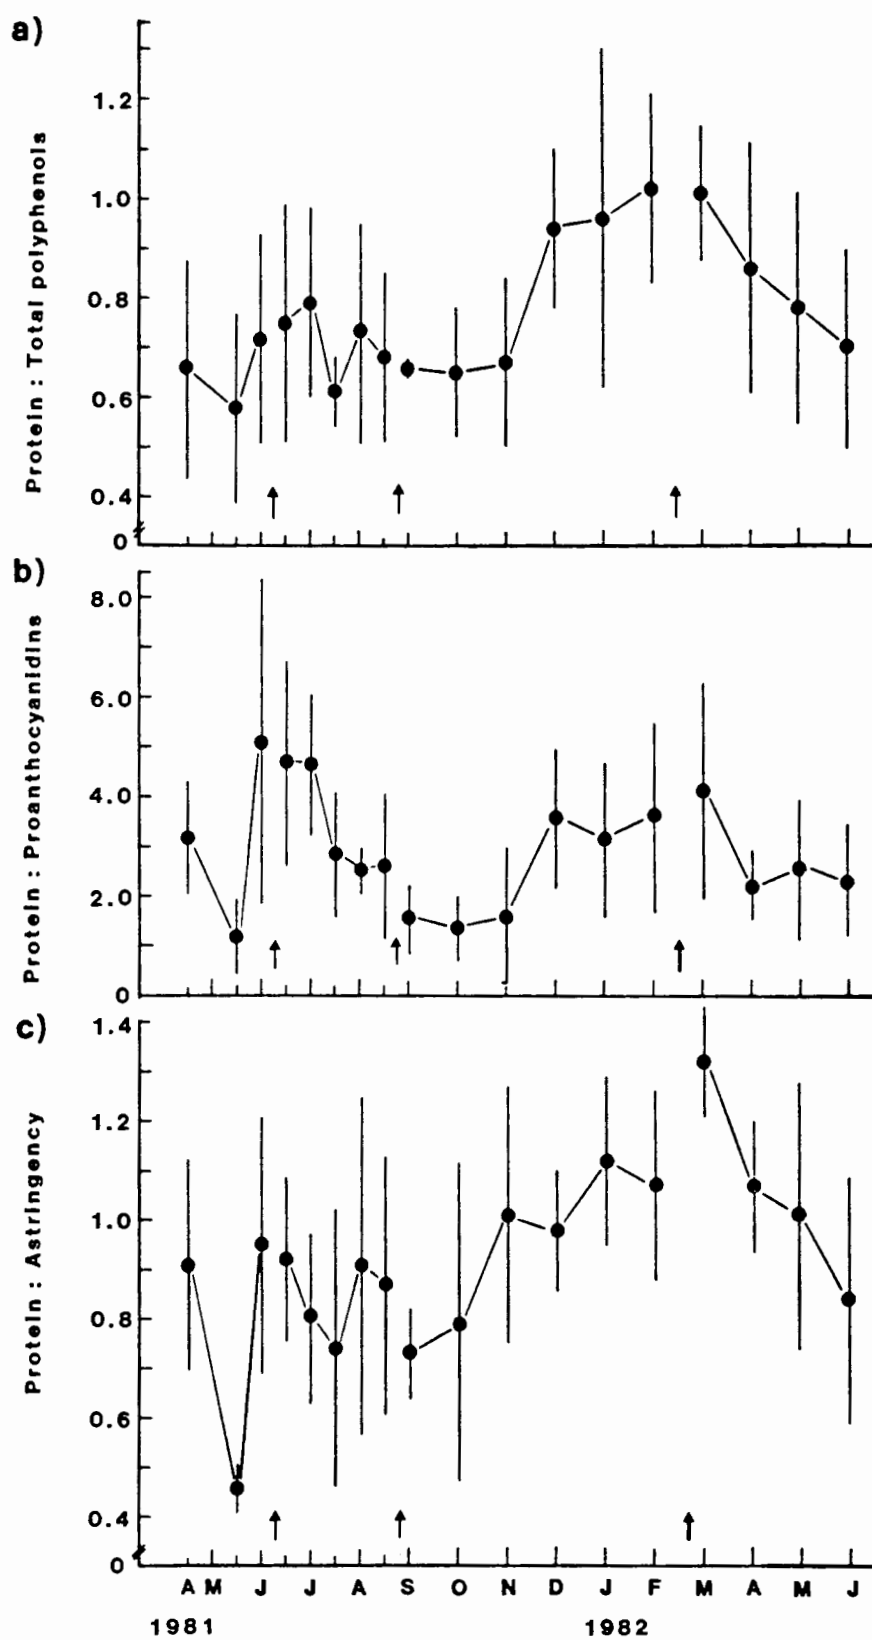 a)
Protein : Total polyphenols
1.2
1.0
0.8
0.6
0.4
0
b)
Protein : Proanthocyanidins
8.0
6.0
4.0
2.0
0
c)
Protein : Astringency
1.4
1.2
1.0
0.8
0.6
0.4
0
A M J J A S O N D J F M A M J
1981 1982